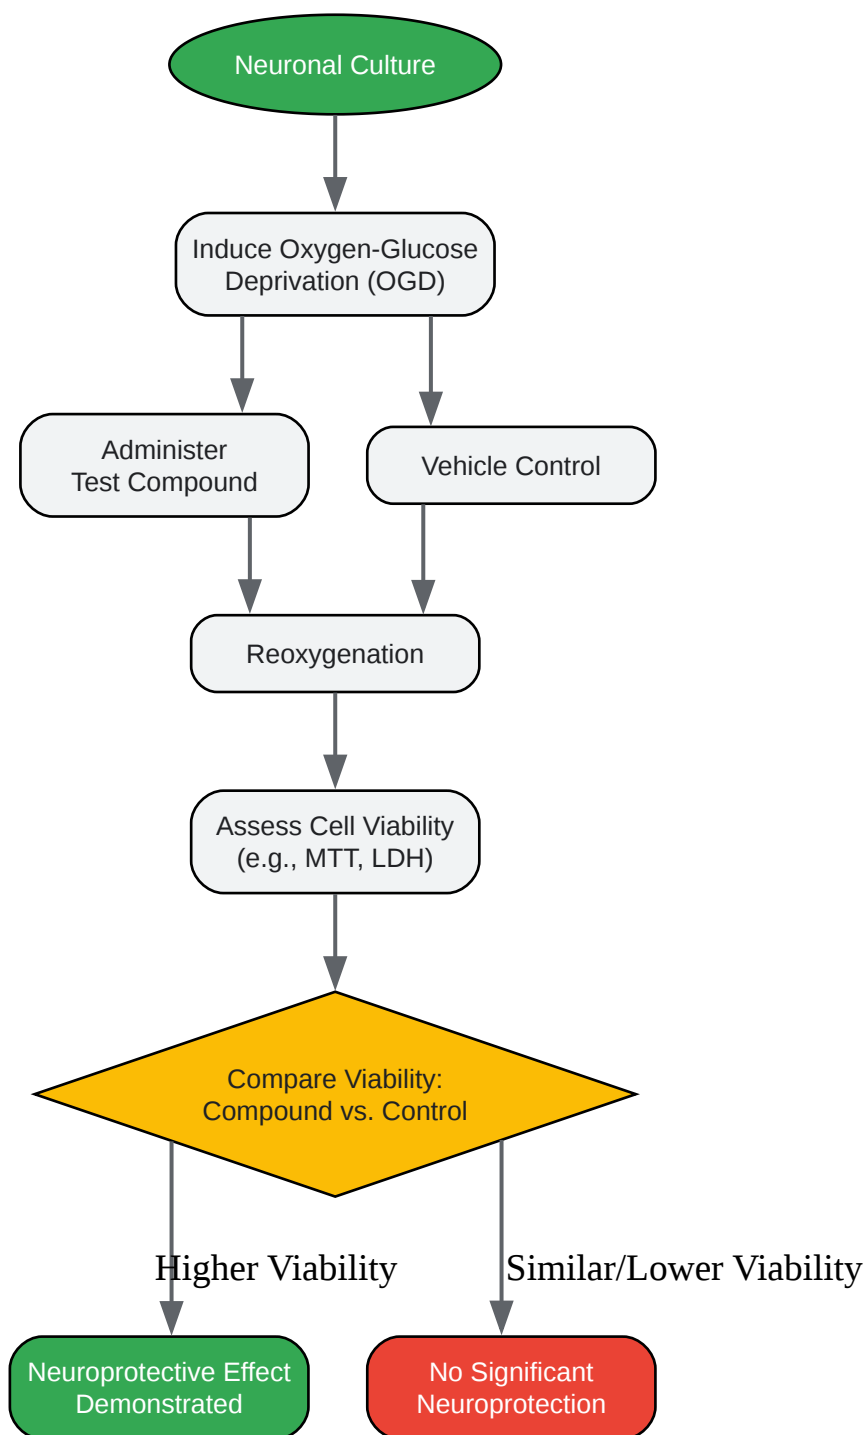 Neuronal Culture
Induce Oxygen-Glucose
Deprivation (OGD)
Administer
Test Compound
Vehicle Control
Reoxygenation
Assess Cell Viability
(e.g., MTT, LDH)
Compare Viability:
Compound vs. Control
Higher Viability
Similar/Lower Viability
Neuroprotective Effect
Demonstrated
No Significant
Neuroprotection